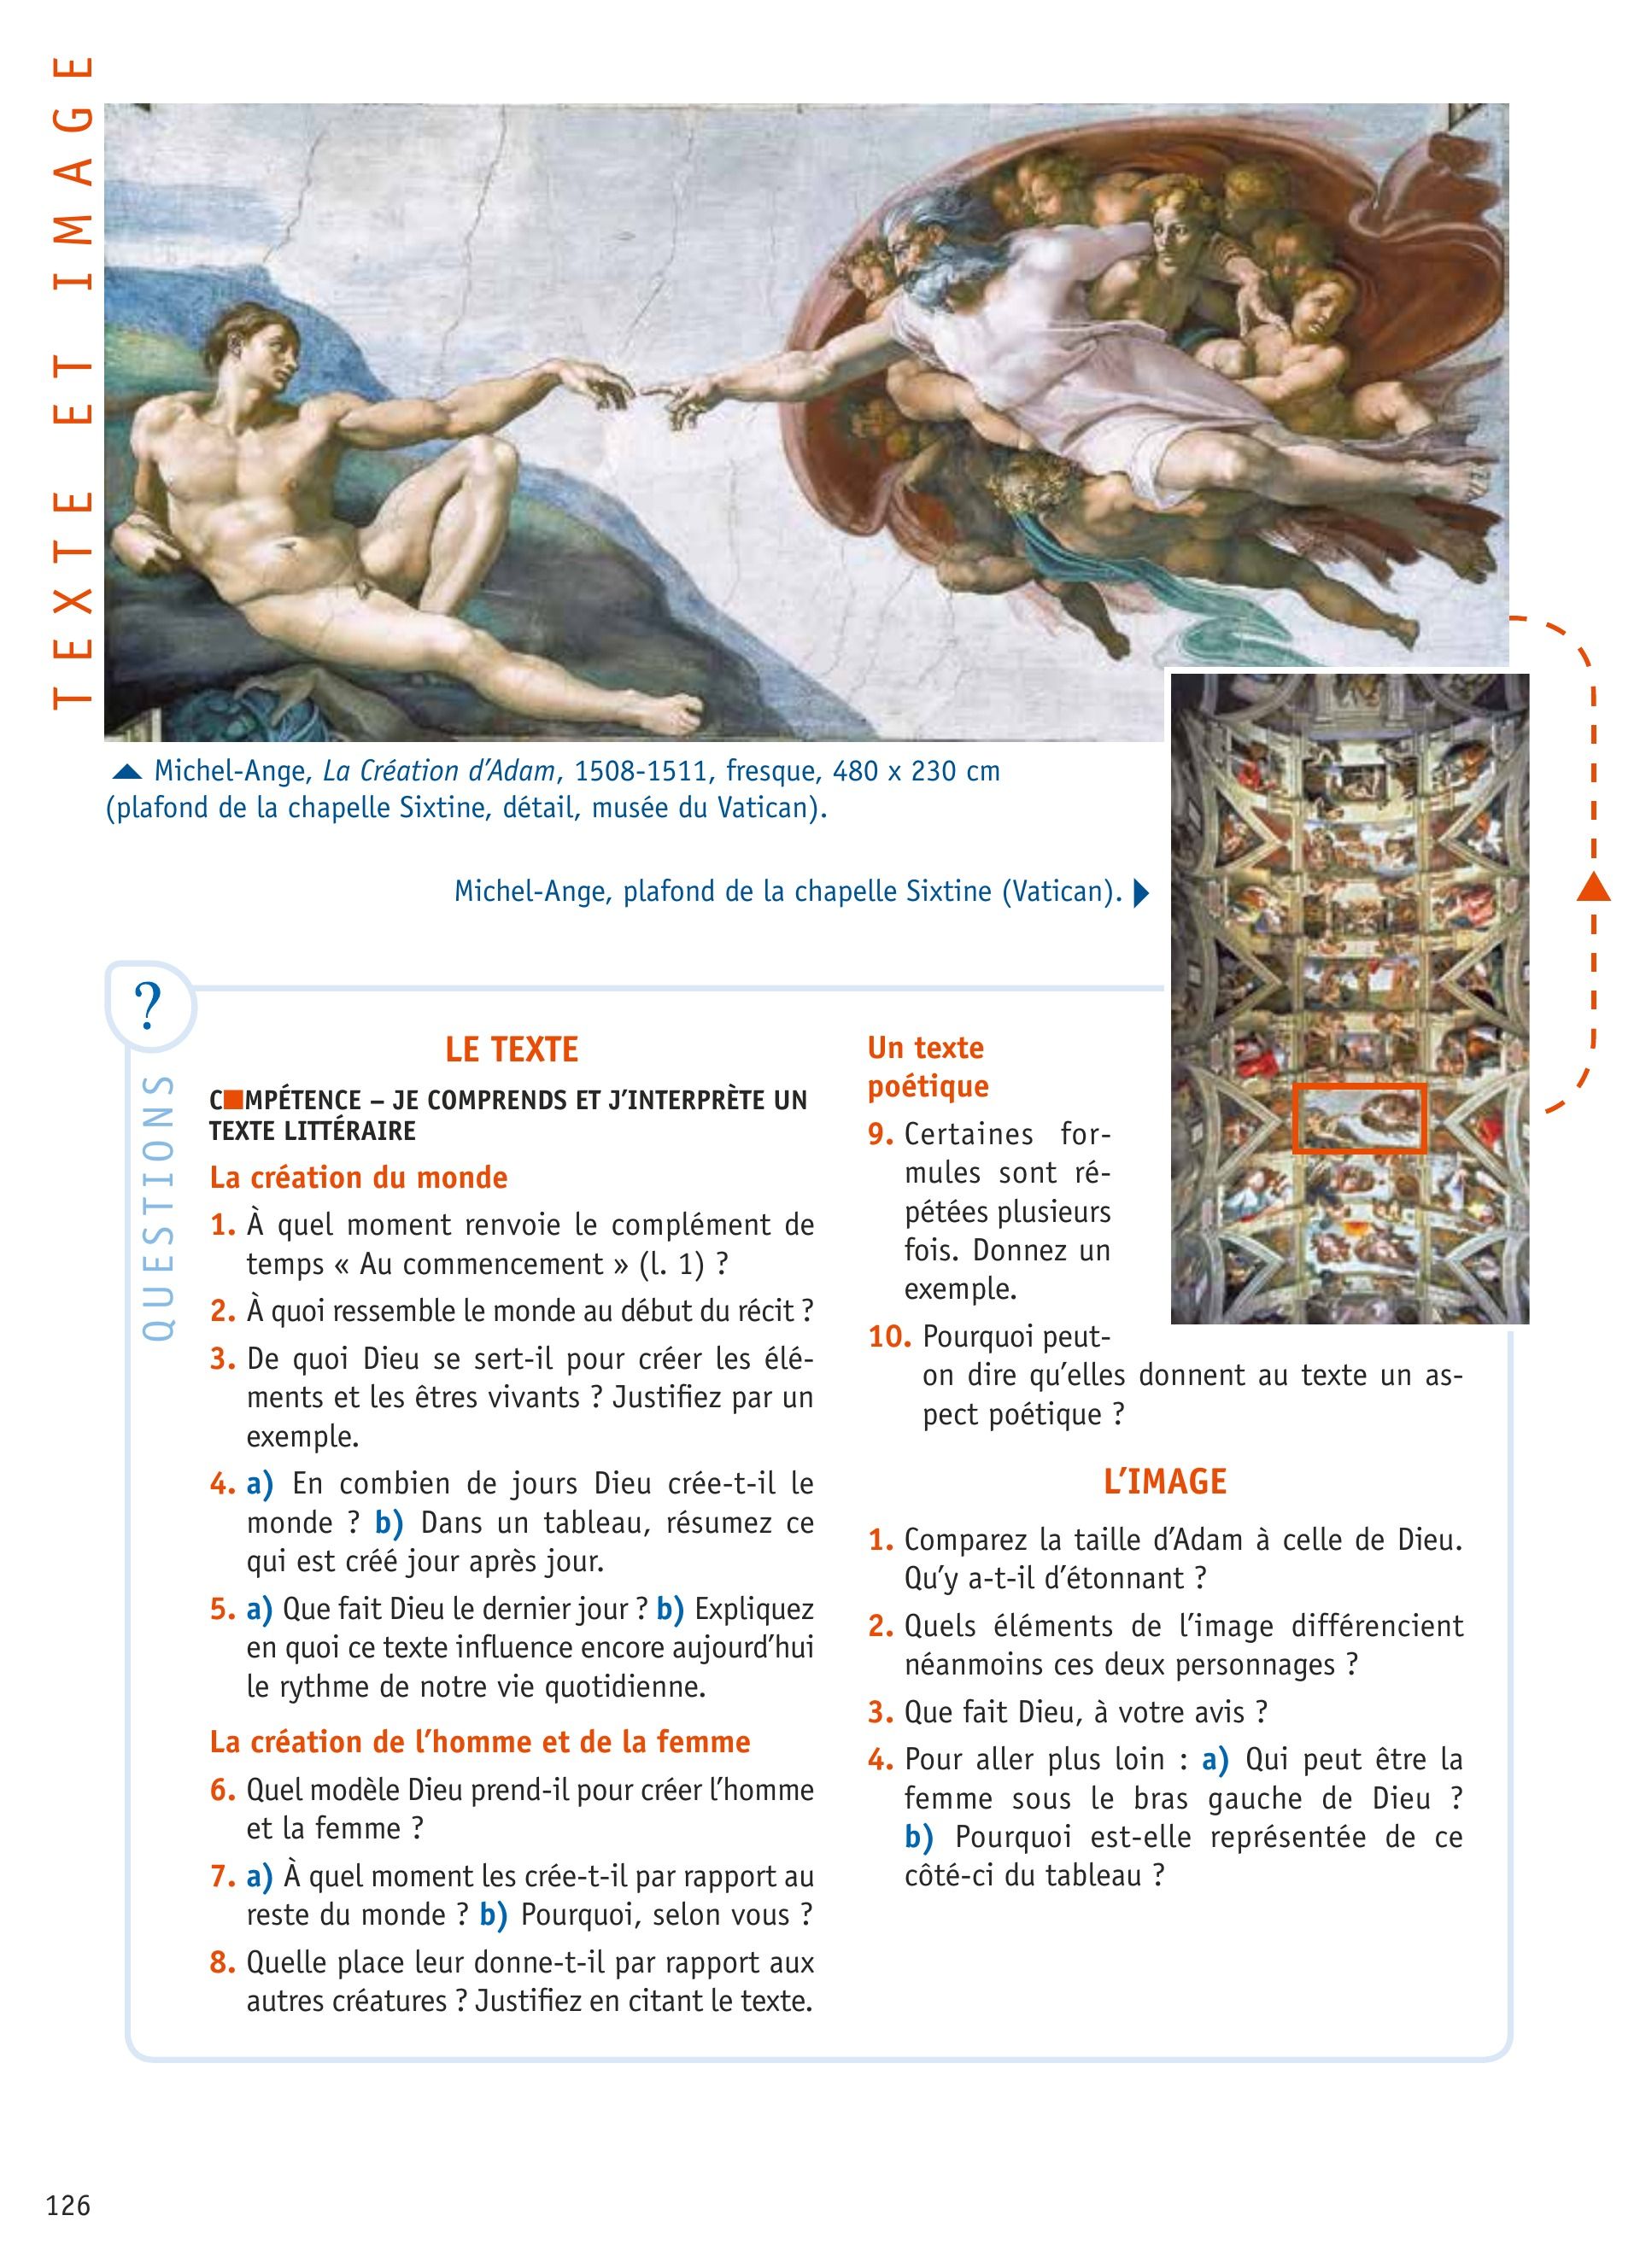 TEXTE ET IMAGE
▲ Michel-Ange, La Création d’Adam, 1508-1511, fresque, 480 x 230 cm
(plafond de la chapelle Sixtine, détail, musée du Vatican).
Michel-Ange, plafond de la chapelle Sixtine (Vatican). ▶
?
QUESTIONS
LE TEXTE
C■MPÉTENCE – JE COMPRENDS ET J’INTERPRÈTE UN
TEXTE LITTÉRAIRE
La création du monde
1. À quel moment renvoie le complément de
temps « Au commencement » (l. 1) ?
2. À quoi ressemble le monde au début du récit ?
3. De quoi Dieu se sert-il pour créer les élé-
ments et les êtres vivants ? Justifiez par un
exemple.
4. a) En combien de jours Dieu crée-t-il le
monde ? b) Dans un tableau, résumez ce
qui est créé jour après jour.
5. a) Que fait Dieu le dernier jour ? b) Expliquez
en quoi ce texte influence encore aujourd’hui
le rythme de notre vie quotidienne.
La création de l’homme et de la femme
6. Quel modèle Dieu prend-il pour créer l’homme
et la femme ?
7. a) À quel moment les crée-t-il par rapport au
reste du monde ? b) Pourquoi, selon vous ?
8. Quelle place leur donne-t-il par rapport aux
autres créatures ? Justifiez en citant le texte.
Un texte
poétique
9. Certaines for-
mules sont ré-
pétées plusieurs
fois. Donnez un
exemple.
10. Pourquoi peut-
on dire qu’elles donnent au texte un as-
pect poétique ?
L’IMAGE
1. Comparez la taille d’Adam à celle de Dieu.
Qu’y a-t-il d’étonnant ?
2. Quels éléments de l’image différencient
néanmoins ces deux personnages ?
3. Que fait Dieu, à votre avis ?
4. Pour aller plus loin : a) Qui peut être la
femme sous le bras gauche de Dieu ?
b) Pourquoi est-elle représentée de ce
côté-ci du tableau ?
126